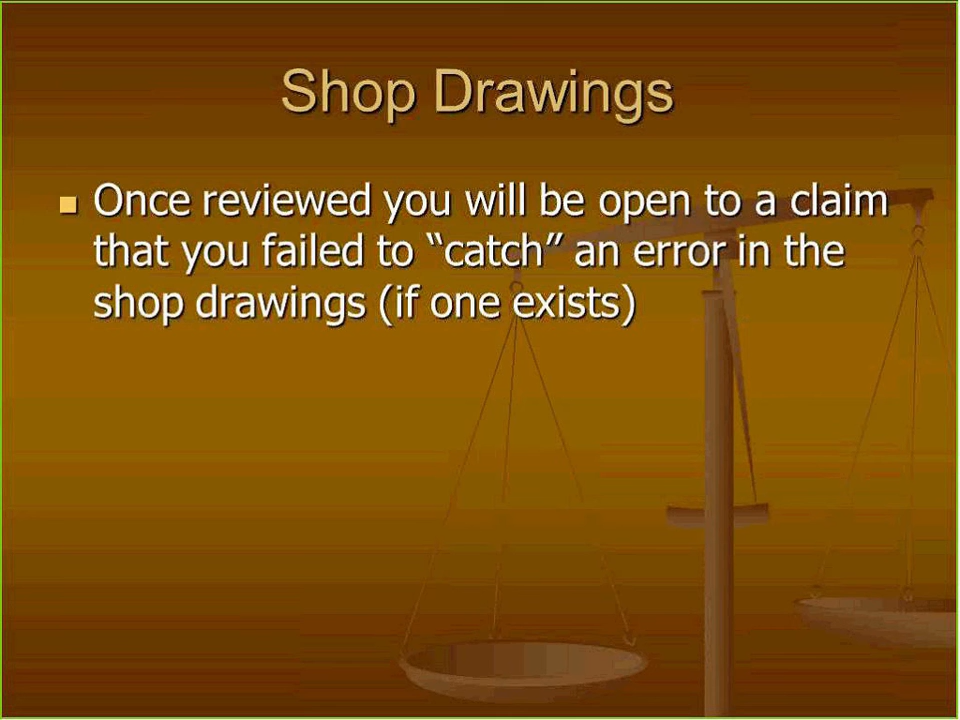 Shop Drawings
Once reviewed you will be open to a claim
that you failed to “catch” an error in the
shop drawings (if one exists)